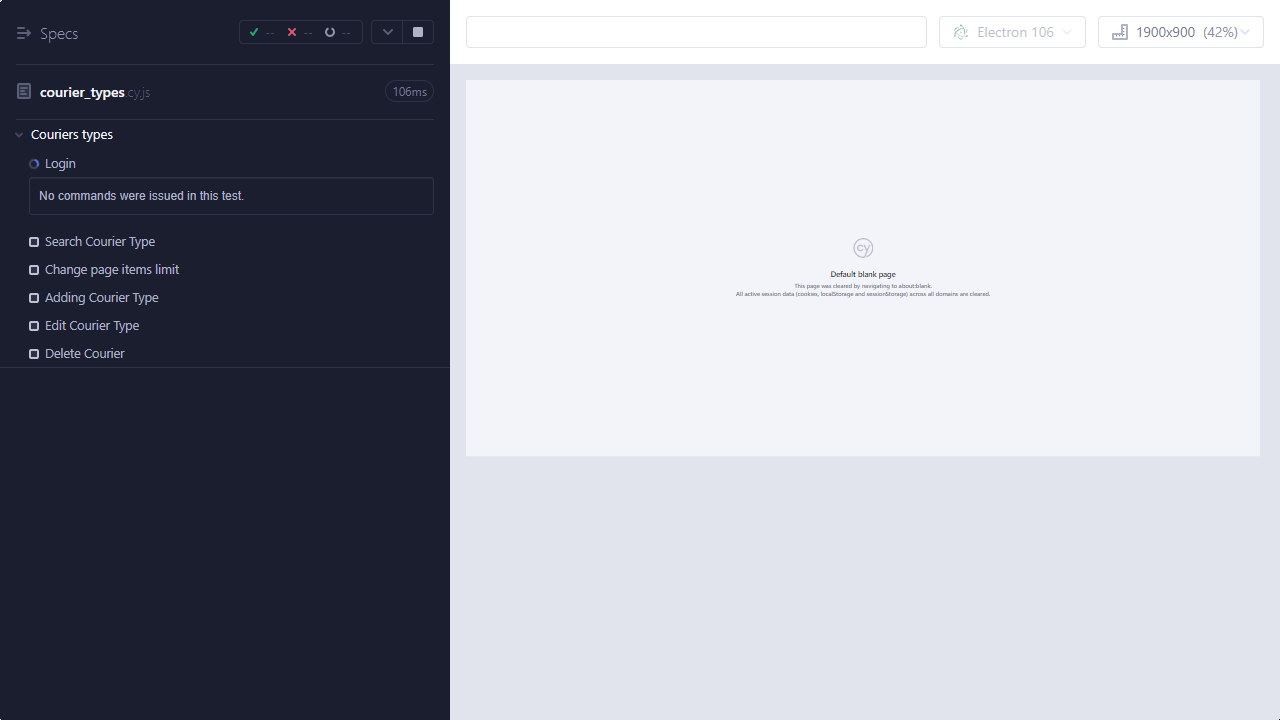 Specs
-- -- --
courier_types.cy.js
106ms
Couriers types
Login
No commands were issued in this test.
Search Courier Type
Change page items limit
Adding Courier Type
Edit Courier Type
Delete Courier
Electron 106
1900x900 (42%)
cy
Default blank page
This page was cleared by navigating to about:blank.
All active session data (cookies, localStorage and sessionStorage) across all domains are cleared.